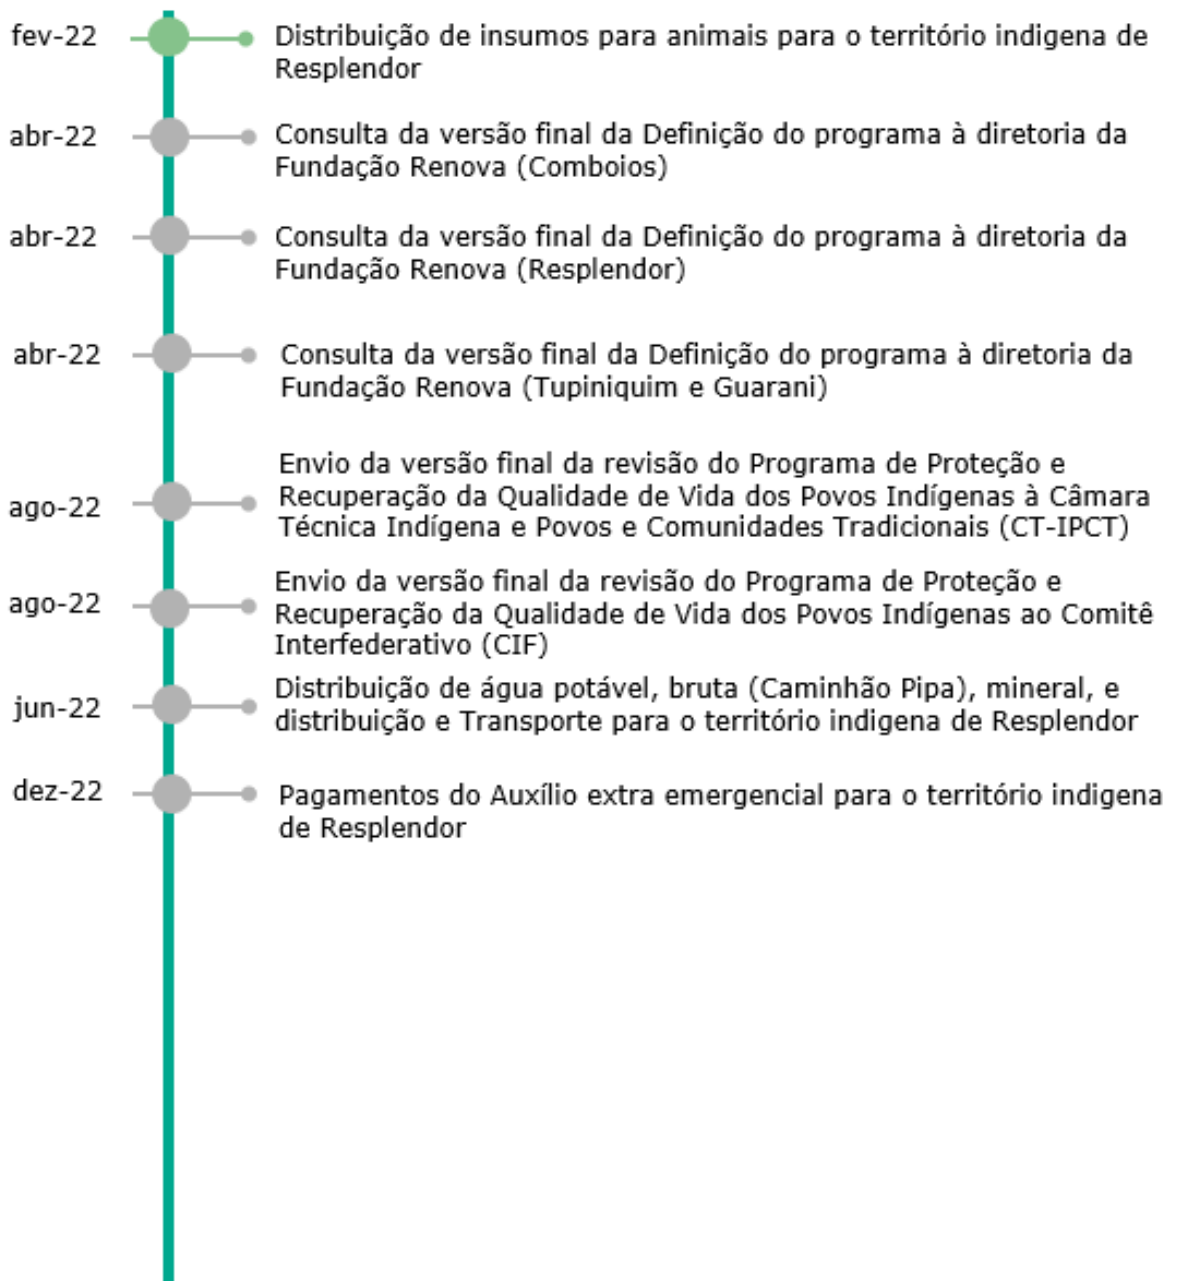 fev-22
Distribuição de insumos para animais para o território indigena de
Resplendor
abr-22
Consulta da versão final da Definição do programa à diretoria da
Fundação Renova (Comboios)
abr-22
Consulta da versão final da Definição do programa à diretoria da
Fundação Renova (Resplendor)
abr-22
Consulta da versão final da Definição do programa à diretoria da
Fundação Renova (Tupiniquim e Guarani)
ago-22
Envio da versão final da revisão do Programa de Proteção e
Recuperação da Qualidade de Vida dos Povos Indígenas à Câmara
Técnica Indígena e Povos e Comunidades Tradicionais (CT-IPCT)
ago-22
Envio da versão final da revisão do Programa de Proteção e
Recuperação da Qualidade de Vida dos Povos Indígenas ao Comitê
Interfederativo (CIF)
jun-22
Distribuição de água potável, bruta (Caminhão Pipa), mineral, e
distribuição e Transporte para o território indigena de Resplendor
dez-22
Pagamentos do Auxílio extra emergencial para o território indigena
de Resplendor